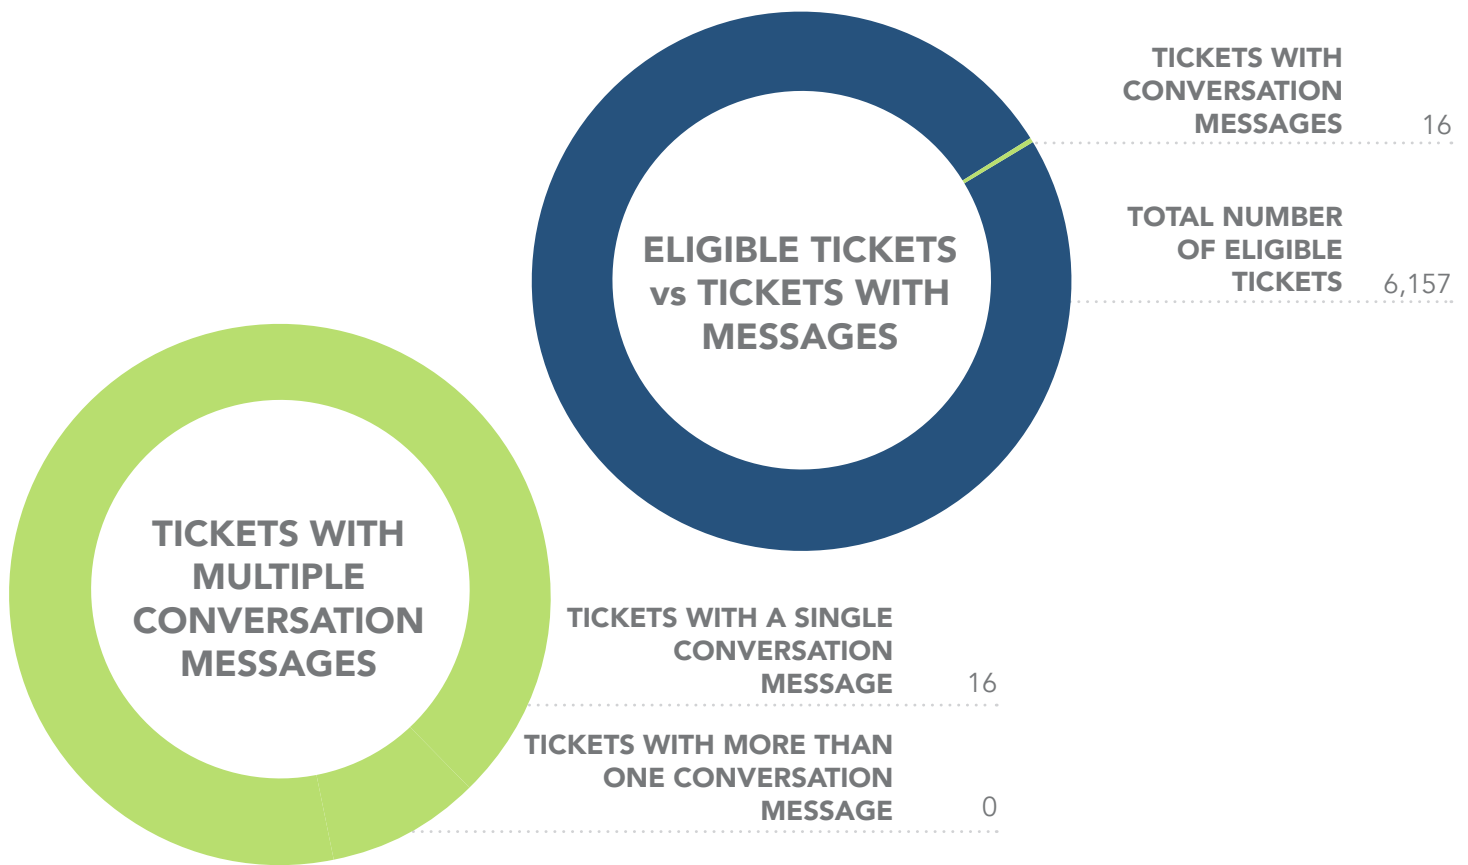 ELIGIBLE TICKETS
vs TICKETS WITH
MESSAGES
TICKETS WITH
CONVERSATION
MESSAGES 16
TOTAL NUMBER
OF ELIGIBLE
TICKETS 6,157
TICKETS WITH
MULTIPLE
CONVERSATION
MESSAGES
TICKETS WITH A SINGLE
CONVERSATION
MESSAGE 16
TICKETS WITH MORE THAN
ONE CONVERSATION
MESSAGE 0